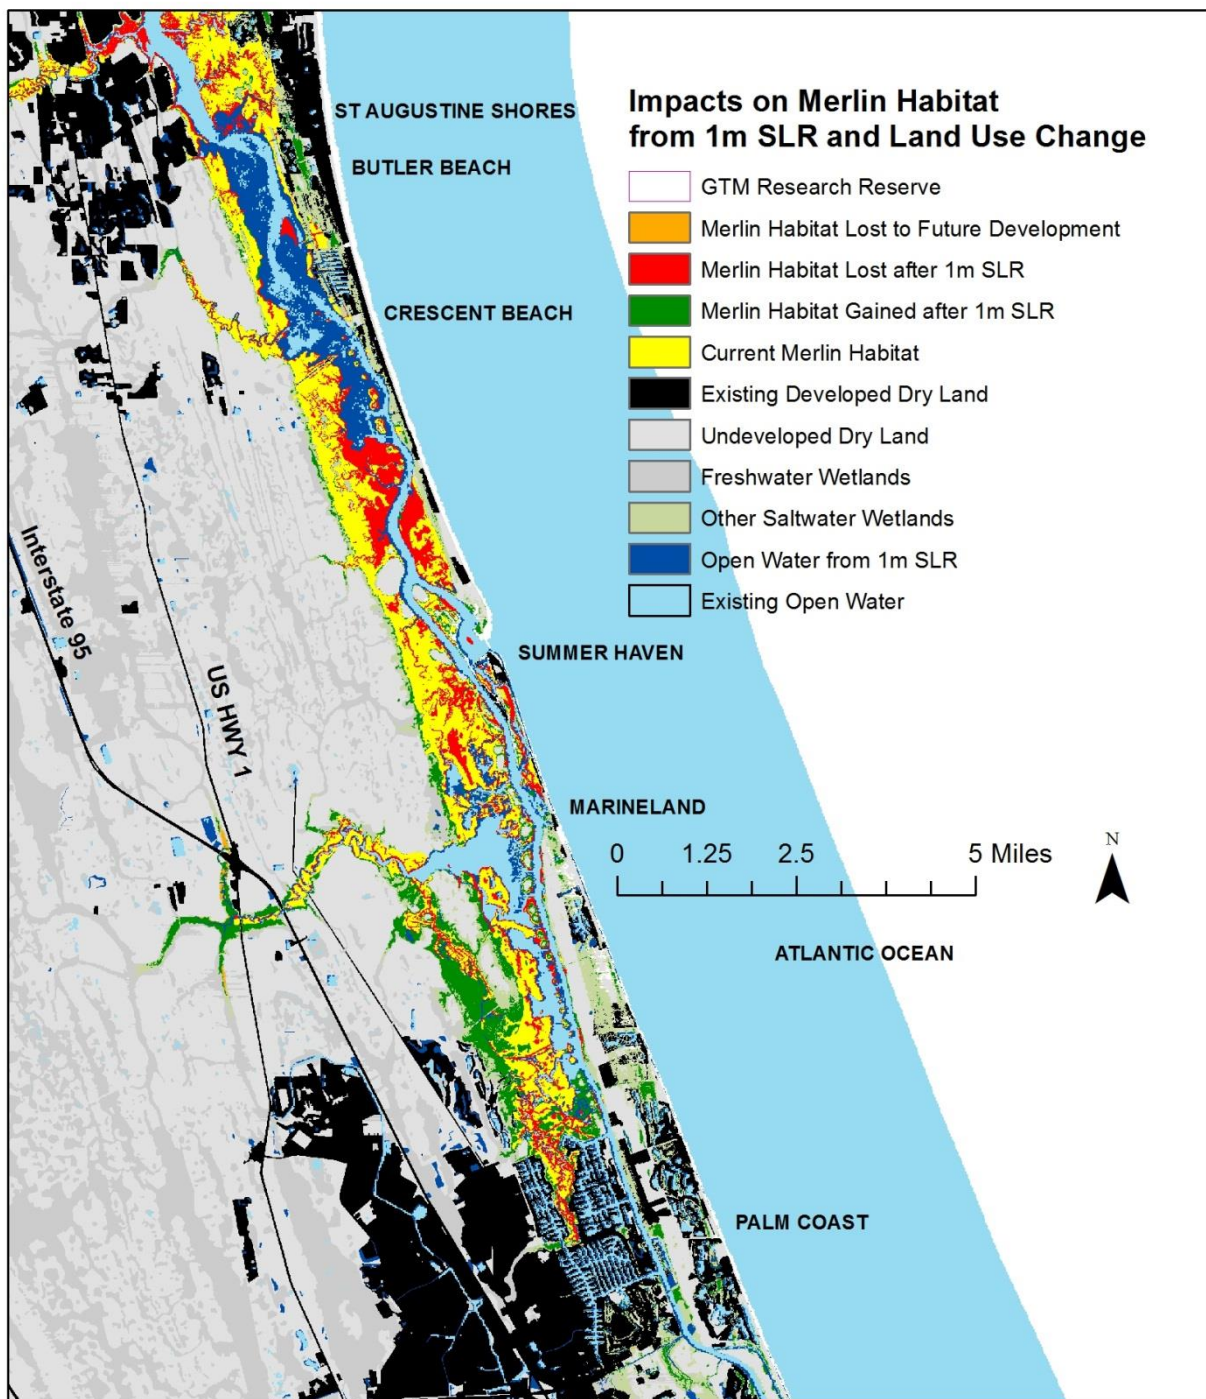 Impacts on Merlin Habitat
from 1m SLR and Land Use Change
GTM Research Reserve
Merlin Habitat Lost to Future Development
Merlin Habitat Lost after 1m SLR
Merlin Habitat Gained after 1m SLR
Current Merlin Habitat
Existing Developed Dry Land
Undeveloped Dry Land
Freshwater Wetlands
Other Saltwater Wetlands
Open Water from 1m SLR
Existing Open Water
ST AUGUSTINE SHORES
BUTLER BEACH
CRESCENT BEACH
Interstate 95
US HWY 1
SUMMER HAVEN
MARINELAND
0 1.25 2.5 5 Miles
N
ATLANTIC OCEAN
PALM COAST